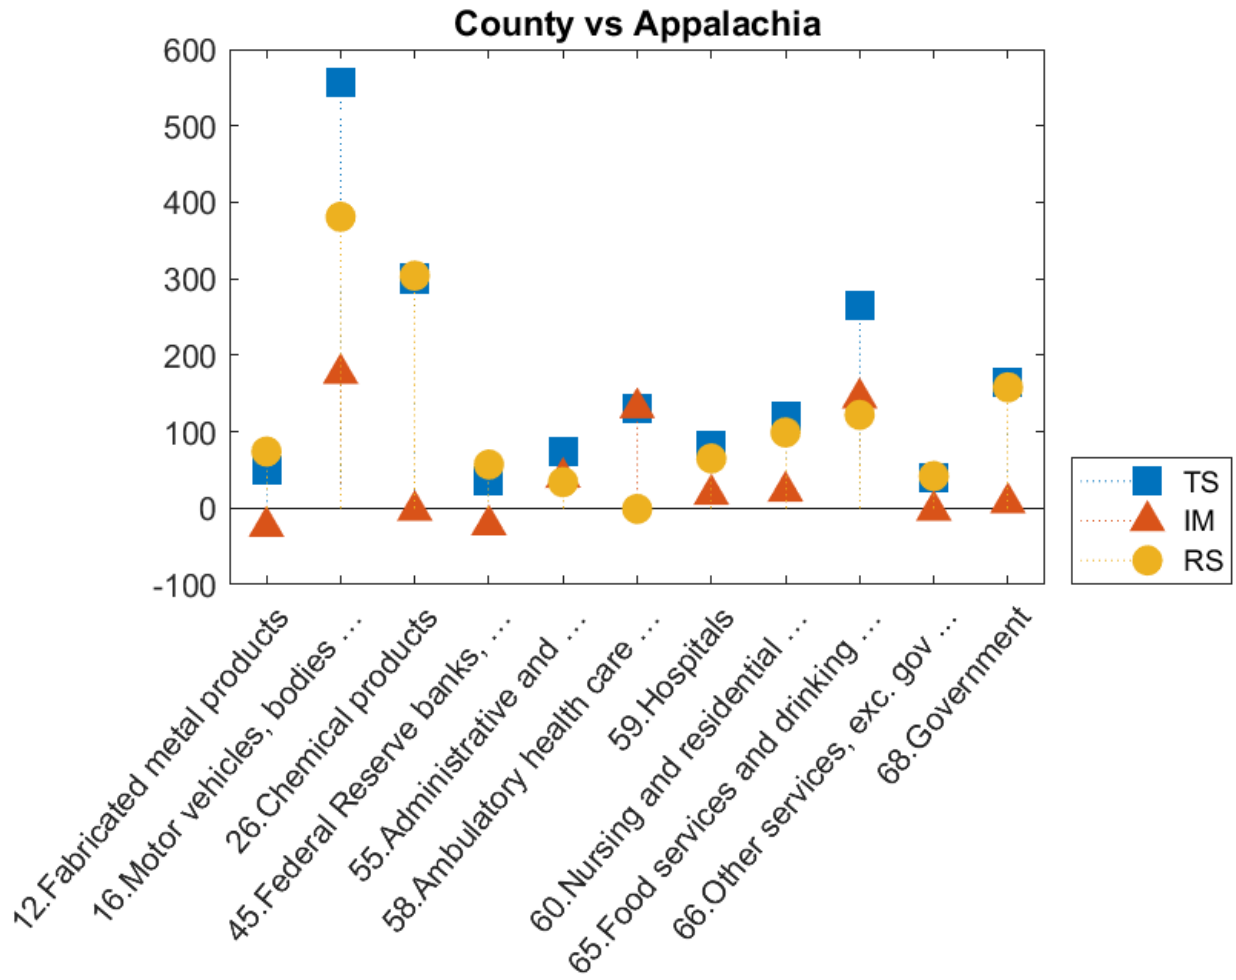 County vs Appalachia
600
500
400
300
200
100
0
-100
12.Fabricated metal products
16.Motor vehicles, bodies ...
26.Chemical products
45.Federal Reserve banks, ...
55.Administrative and ...
58.Ambulatory health care ...
59.Hospitals
60.Nursing and residential ...
65.Food services and drinking ...
66.Other services, exc. gov ...
68.Government
TS
IM
RS